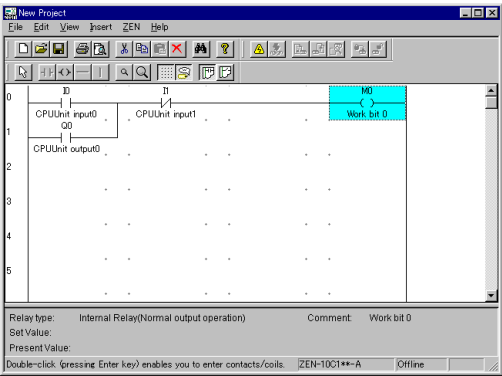 New Project
File Edit View Insert ZEN Help
0 I0 I1 M0
CPUUnit input0 CPUUnit input1 Work bit 0
1 Q0
CPUUnit output0
2
3
4
5
Relay type: Internal Relay(Normal output operation) Comment: Work bit 0
Set Value:
Present Value:
Double-click (pressing Enter key) enables you to enter contacts/coils. ZEN-10C1**-A Offline